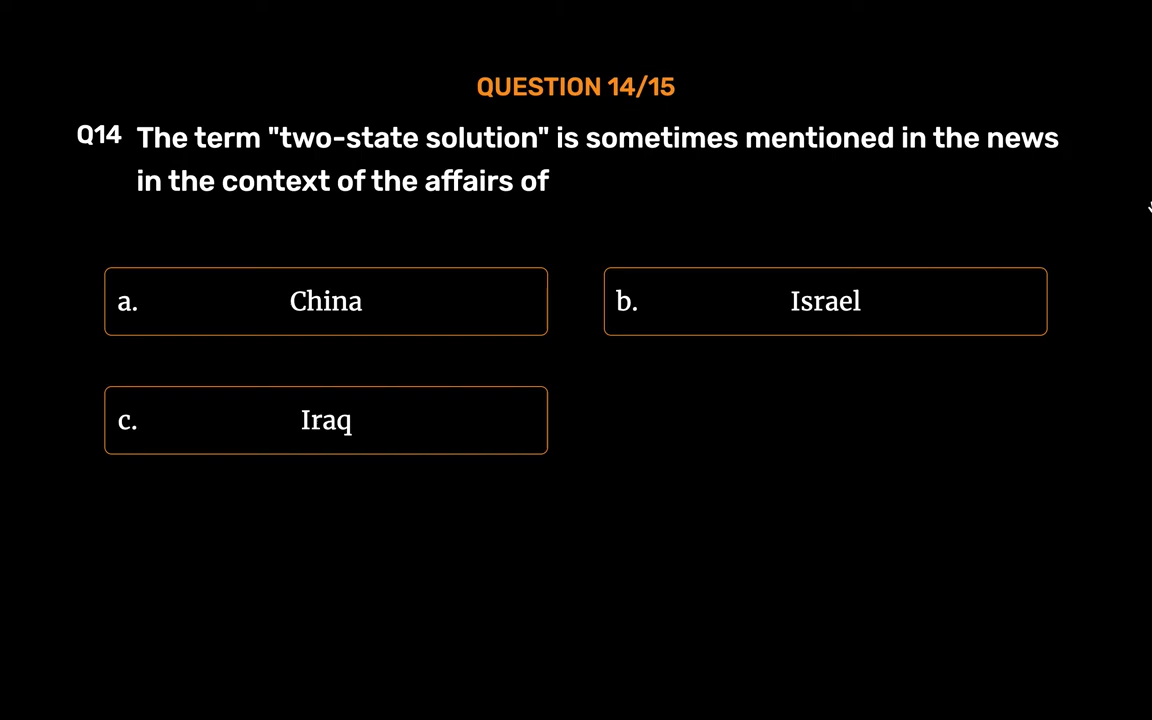 QUESTION 14/15
Q14 The term "two-state solution" is sometimes mentioned in the news
in the context of the affairs of
a. China
b. Israel
c. Iraq